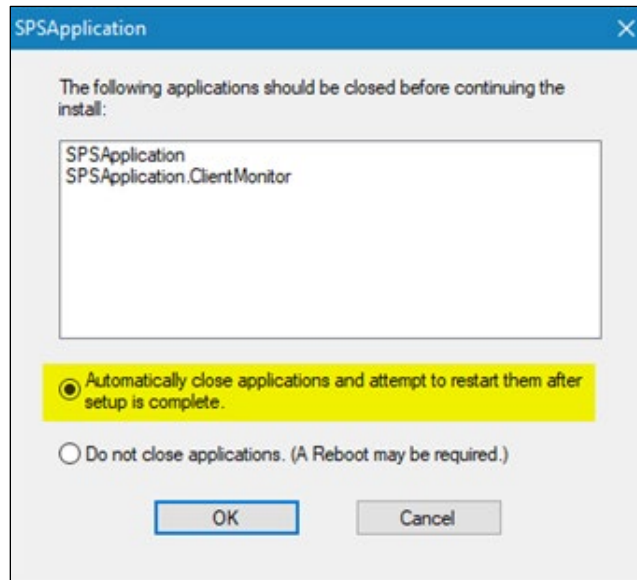 SPSApplication
The following applications should be closed before continuing the
install:
SPSApplication
SPSApplication.ClientMonitor
Automatically close applications and attempt to restart them after
setup is complete.
Do not close applications. (A Reboot may be required.)
OK
Cancel